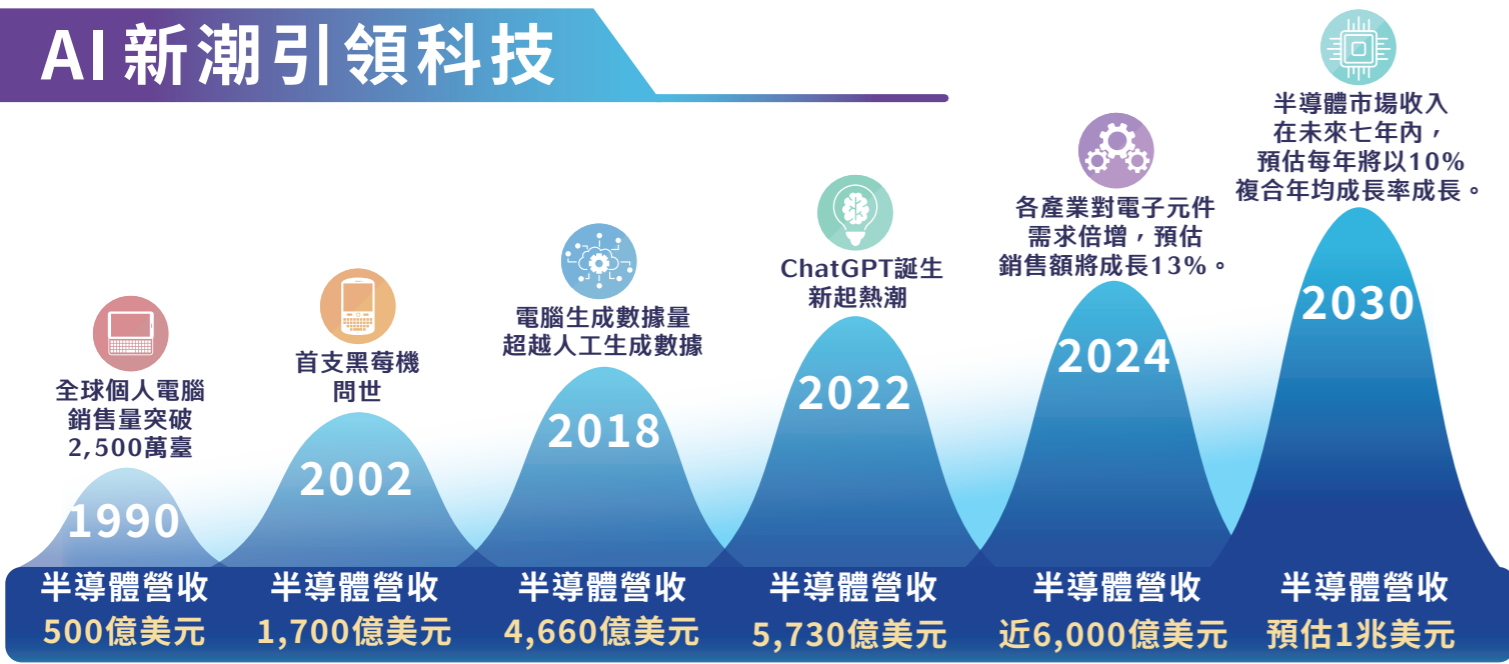 AI新潮引領科技
全球個人電腦
銷售量突破
2,500萬臺
1990
半導體營收
500億美元
首支黑莓機
問世
2002
半導體營收
1,700億美元
電腦生成數據量
超越人工生成數據
2018
半導體營收
4,660億美元
ChatGPT誕生
新起熱潮
2022
半導體營收
5,730億美元
各產業對電子元件
需求倍增，預估
銷售額將成長13%。
2024
半導體營收
近6,000億美元
半導體市場收入
在未來七年內，
預估每年將以10%
複合年均成長率成長。
2030
半導體營收
預估1兆美元